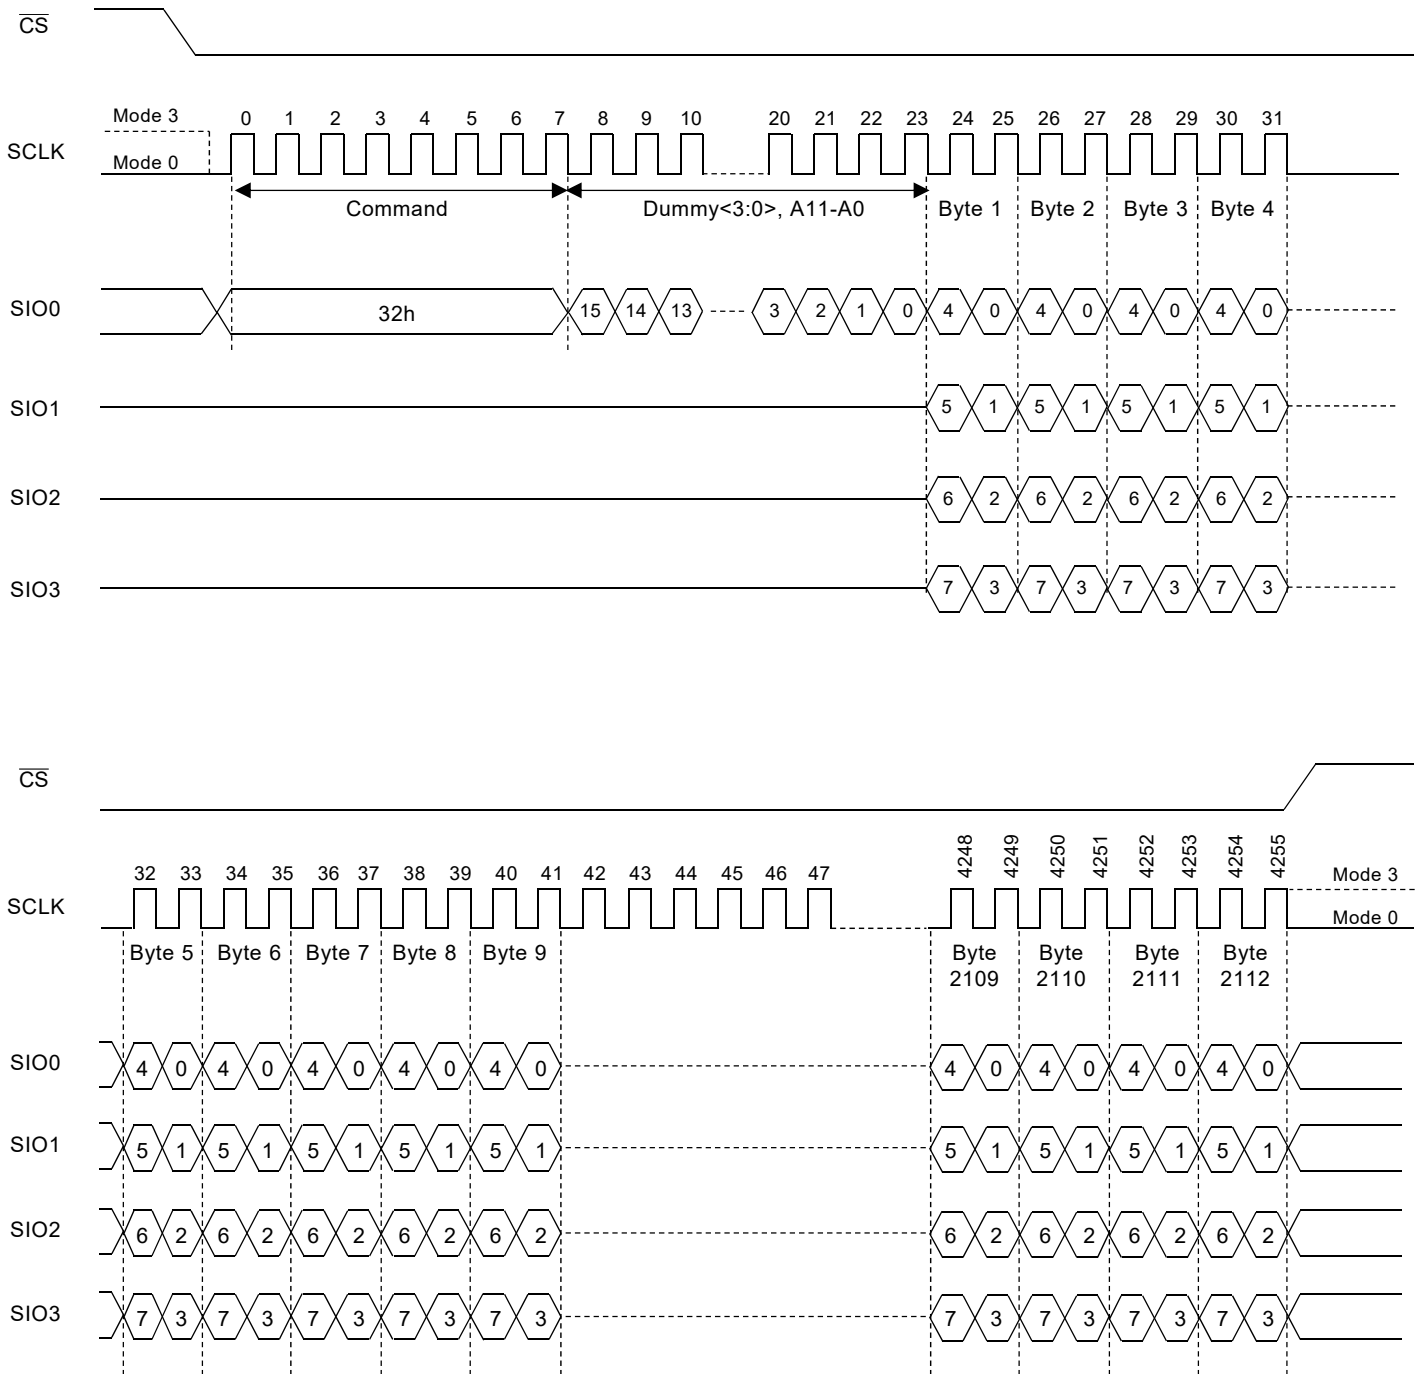 CS
Mode 3
0 1 2 3 4 5 6 7 8 9 10 20 21 22 23 24 25 26 27 28 29 30 31
SCLK
Mode 0
Command Dummy<3:0>, A11-A0 Byte 1 Byte 2 Byte 3 Byte 4
SIO0 32h 15 14 13 3 2 1 0 4 0 4 0 4 0 4 0
SIO1 5 1 5 1 5 1 5 1
SIO2 6 2 6 2 6 2 6 2
SIO3 7 3 7 3 7 3 7 3
CS
4248 4249 4250 4251 4252 4253 4254 4255
32 33 34 35 36 37 38 39 40 41 42 43 44 45 46 47 Mode 3
SCLK
Mode 0
Byte 5 Byte 6 Byte 7 Byte 8 Byte 9 Byte Byte Byte Byte
2109 2110 2111 2112
SIO0 4 0 4 0 4 0 4 0 4 0 4 0 4 0 4 0 4 0
SIO1 5 1 5 1 5 1 5 1 5 1 5 1 5 1 5 1 5 1
SIO2 6 2 6 2 6 2 6 2 6 2 6 2 6 2 6 2 6 2
SIO3 7 3 7 3 7 3 7 3 7 3 7 3 7 3 7 3 7 3